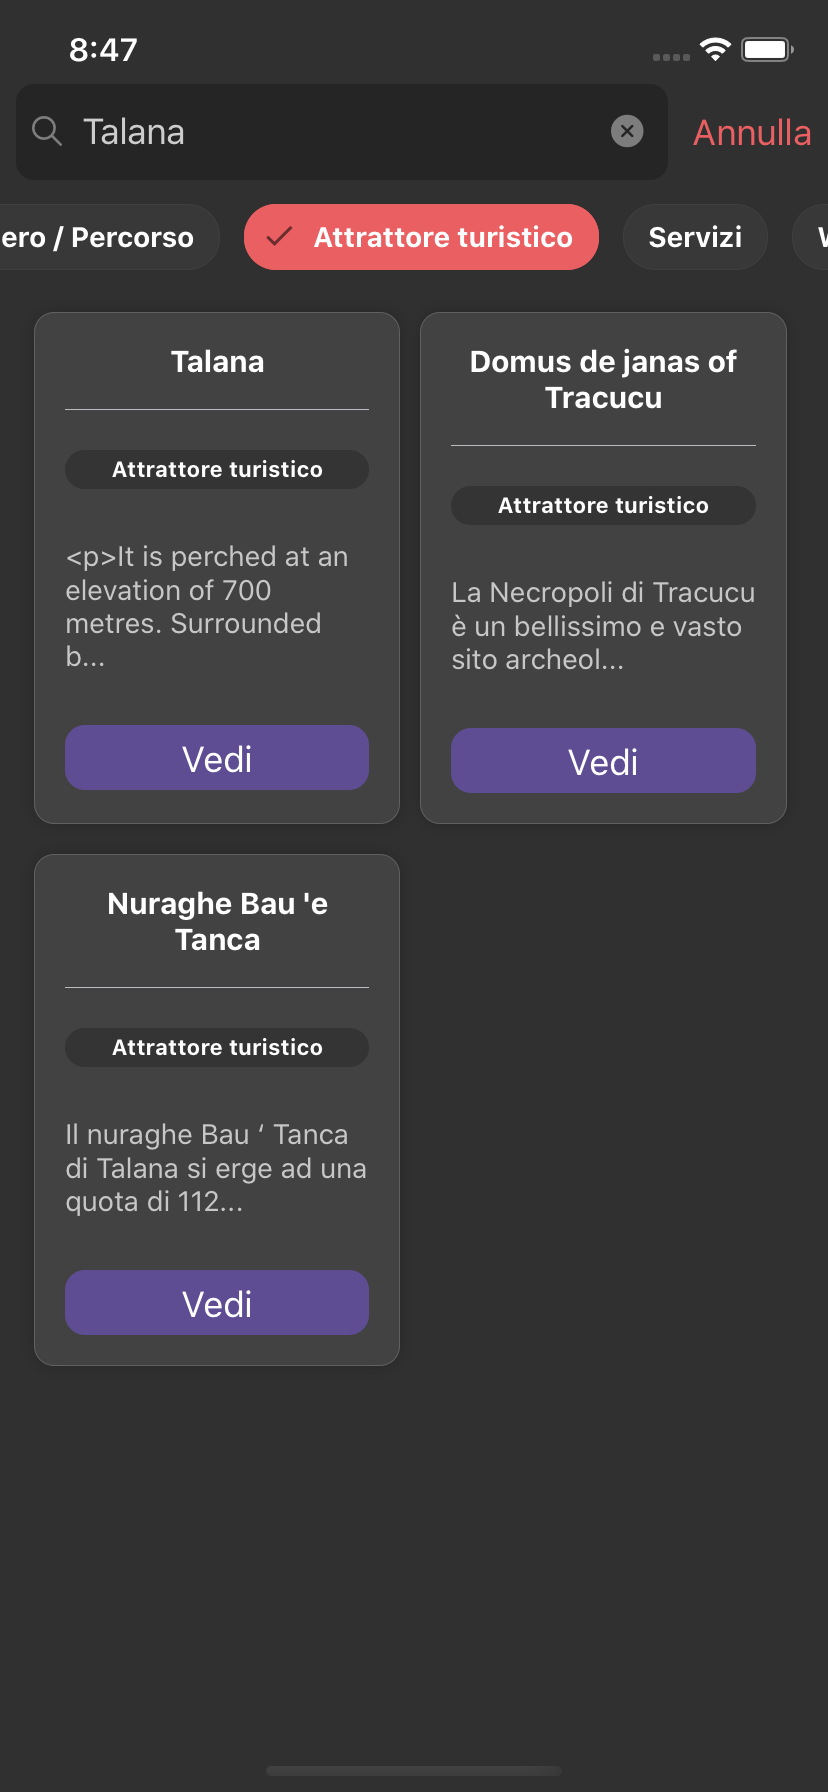 8:47
Talana
Annulla
ero / Percorso
Attrattore turistico
Servizi
Talana
Attrattore turistico
<p>It is perched at an
elevation of 700
metres. Surrounded
b...
Vedi
Domus de janas of
Tracucu
Attrattore turistico
La Necropoli di Tracucu
è un bellissimo e vasto
sito archeol...
Vedi
Nuraghe Bau 'e
Tanca
Attrattore turistico
Il nuraghe Bau ‘ Tanca
di Talana si erge ad una
quota di 112...
Vedi